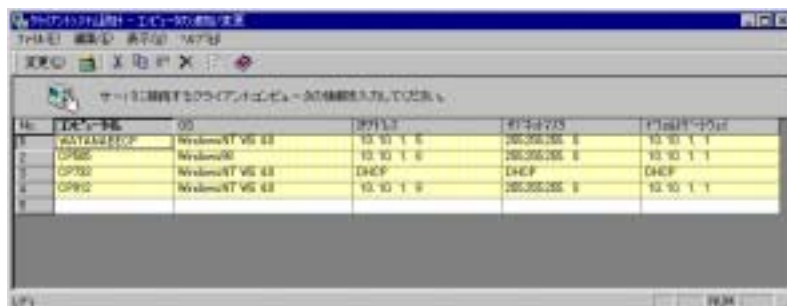 クライアントシステム設計 - コンピュータの追加/変更
ファイル(F) 編集(E) 表示(V) ヘルプ(H)
変更(C)
サーバに接続するクライアントコンピュータの情報を入力してください。
No. コンピュータ名 OS IPアドレス サブネットマスク デフォルトゲートウェイ
1 WATANABECP WindowsNT WS 4.0 10. 10. 1. 5 255.255.255. 0 10. 10. 1. 1
2 CP505 Windows98 10. 10. 1. 6 255.255.255. 0 10. 10. 1. 1
3 CP702 WindowsNT WS 4.0 DHCP DHCP DHCP
4 CP812 WindowsNT WS 4.0 10. 10. 1. 8 255.255.255. 0 10. 10. 1. 1
5
レディ NUM